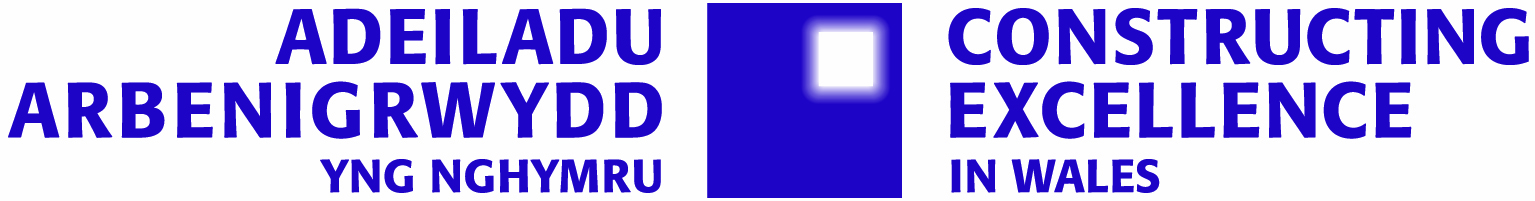 ADEILADU
ARBENIGRWYDD
YNG NGHYMRU
CONSTRUCTING
EXCELLENCE
IN WALES